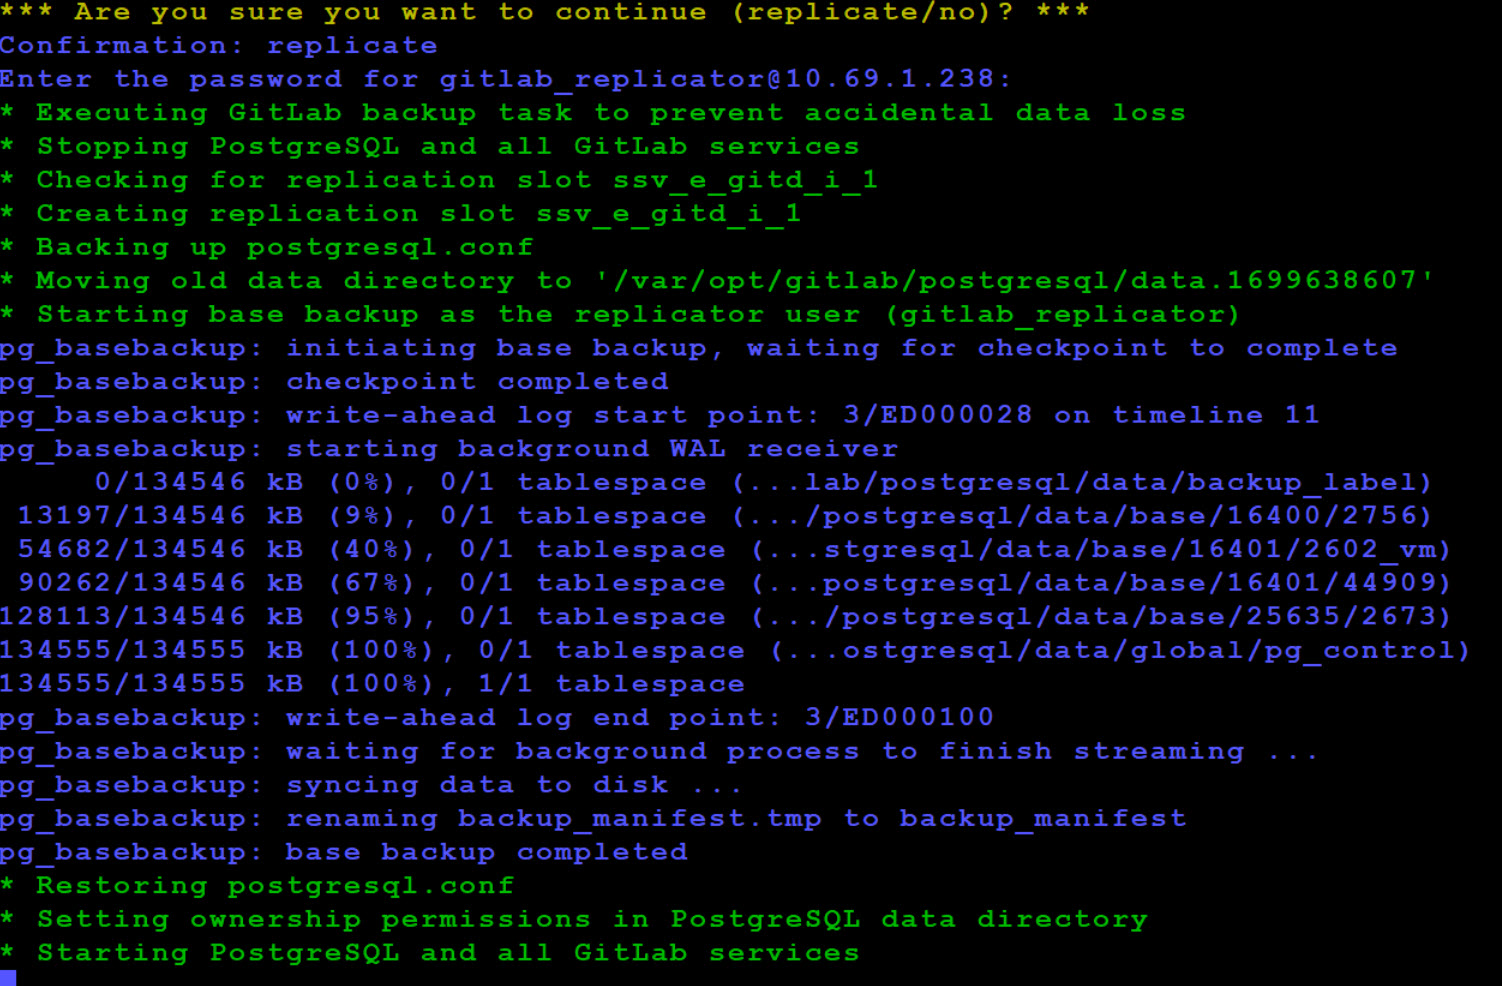 *** Are you sure you want to continue (replicate/no)? ***
Confirmation: replicate
Enter the password for gitlab_replicator@10.69.1.238:
* Executing GitLab backup task to prevent accidental data loss
* Stopping PostgreSQL and all GitLab services
* Checking for replication slot ssv_e_gitd_i_1
* Creating replication slot ssv_e_gitd_i_1
* Backing up postgresql.conf
* Moving old data directory to '/var/opt/gitlab/postgresql/data.1699638607'
* Starting base backup as the replicator user (gitlab_replicator)
pg_basebackup: initiating base backup, waiting for checkpoint to complete
pg_basebackup: checkpoint completed
pg_basebackup: write-ahead log start point: 3/ED000028 on timeline 11
pg_basebackup: starting background WAL receiver
     0/134546 kB (0%), 0/1 tablespace (...lab/postgresql/data/backup_label)
 13197/134546 kB (9%), 0/1 tablespace (.../postgresql/data/base/16400/2756)
 54682/134546 kB (40%), 0/1 tablespace (...stgresql/data/base/16401/2602_vm)
 90262/134546 kB (67%), 0/1 tablespace (...postgresql/data/base/16401/44909)
128113/134546 kB (95%), 0/1 tablespace (.../postgresql/data/base/25635/2673)
134555/134555 kB (100%), 0/1 tablespace (...ostgresql/data/global/pg_control)
134555/134555 kB (100%), 1/1 tablespace
pg_basebackup: write-ahead log end point: 3/ED000100
pg_basebackup: waiting for background process to finish streaming ...
pg_basebackup: syncing data to disk ...
pg_basebackup: renaming backup_manifest.tmp to backup_manifest
pg_basebackup: base backup completed
* Restoring postgresql.conf
* Setting ownership permissions in PostgreSQL data directory
* Starting PostgreSQL and all GitLab services